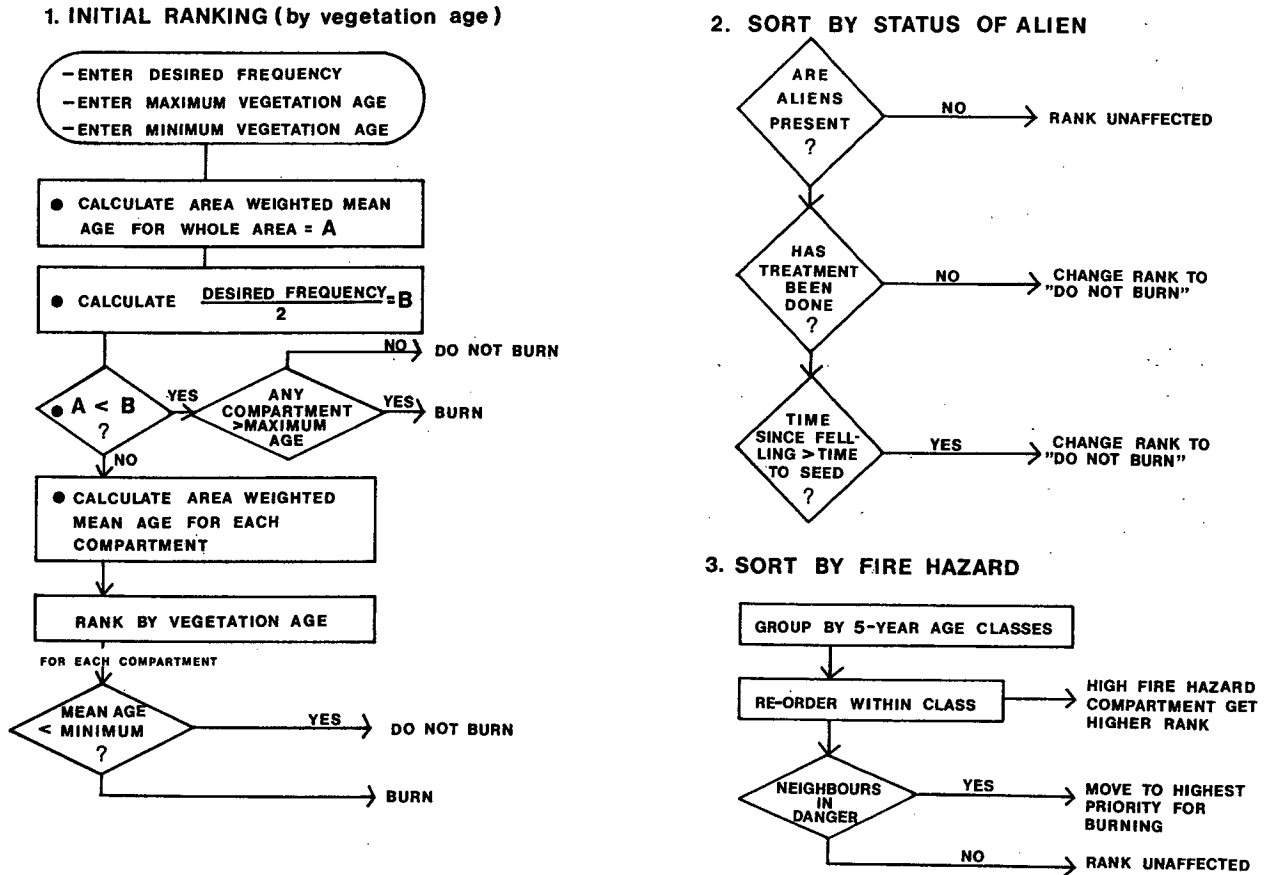 1. INITIAL RANKING (by vegetation age)
-ENTER DESIRED FREQUENCY
-ENTER MAXIMUM VEGETATION AGE
-ENTER MINIMUM VEGETATION AGE
● CALCULATE AREA WEIGHTED MEAN
AGE FOR WHOLE AREA = A
● CALCULATE DESIRED FREQUENCY = B
2
NO
DO NOT BURN
● A < B
?
YES
ANY
COMPARTMENT
>MAXIMUM
AGE
YES
BURN
NO
● CALCULATE AREA WEIGHTED
MEAN AGE FOR EACH
COMPARTMENT
RANK BY VEGETATION AGE
FOR EACH COMPARTMENT
MEAN AGE
< MINIMUM
?
YES
DO NOT BURN
BURN
2. SORT BY STATUS OF ALIEN
ARE
ALIENS
PRESENT
?
NO
RANK UNAFFECTED
HAS
TREATMENT
BEEN
DONE
?
NO
CHANGE RANK TO
"DO NOT BURN"
TIME
SINCE FELL-
LING > TIME
TO SEED
?
YES
CHANGE RANK TO
"DO NOT BURN"
3. SORT BY FIRE HAZARD
GROUP BY 5-YEAR AGE CLASSES
RE-ORDER WITHIN CLASS
HIGH FIRE HAZARD
COMPARTMENT GET
HIGHER RANK
NEIGHBOURS
IN
DANGER
YES
MOVE TO HIGHEST
PRIORITY FOR
BURNING
NO
RANK UNAFFECTED